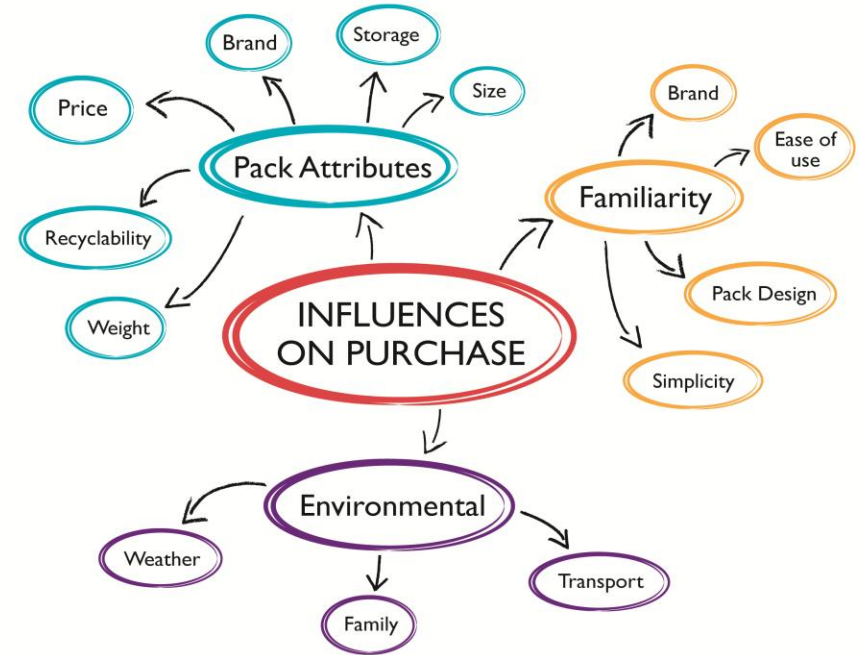 Brand
Storage
Size
Price
Pack Attributes
Recyclability
Weight
Brand
Ease of
use
Familiarity
Pack Design
Simplicity
INFLUENCES
ON PURCHASE
Environmental
Weather
Family
Transport